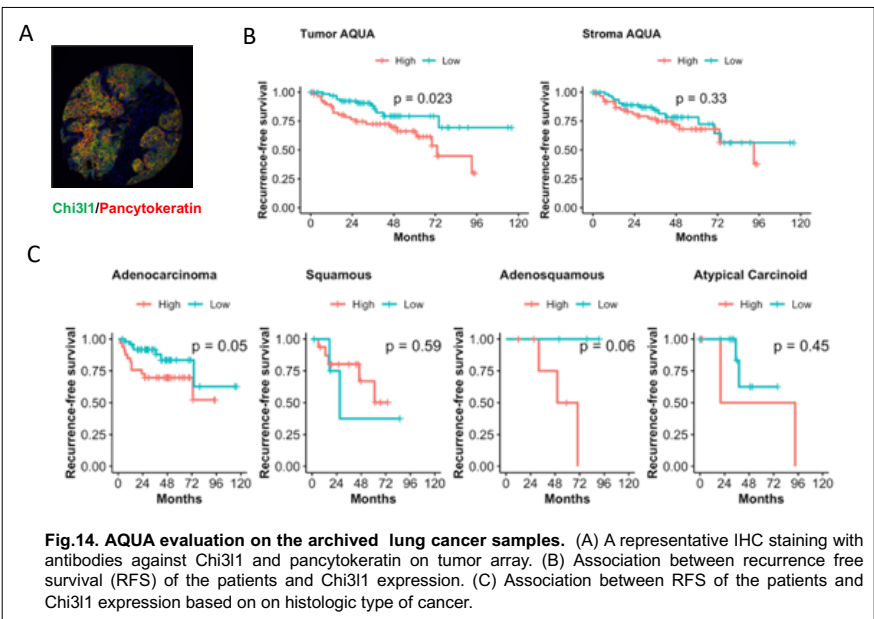 A
B
Chi3l1/Pancytokeratin
Tumor AQUA
High Low
p = 0.023
Recurrence-free survival
1.00
0.75
0.50
0.25
0.00
0 24 48 72 96 120
Months
Stroma AQUA
High Low
p = 0.33
Recurrence-free survival
1.00
0.75
0.50
0.25
0.00
0 24 48 72 96 120
Months
C
Adenocarcinoma
High Low
p = 0.05
Recurrence-free survival
1.00
0.75
0.50
0.25
0.00
0 24 48 72 96 120
Months
Squamous
High Low
p = 0.59
Recurrence-free survival
1.00
0.75
0.50
0.25
0.00
0 24 48 72 96 120
Months
Adenosquamous
High Low
p = 0.06
Recurrence-free survival
1.00
0.75
0.50
0.25
0.00
0 24 48 72 96 120
Months
Atypical Carcinoid
High Low
p = 0.45
Recurrence-free survival
1.00
0.75
0.50
0.25
0.00
0 24 48 72 96 120
Months
Fig.14. AQUA evaluation on the archived lung cancer samples. (A) A representative IHC staining with
antibodies against Chi3l1 and pancytokeratin on tumor array. (B) Association between recurrence free
survival (RFS) of the patients and Chi3l1 expression. (C) Association between RFS of the patients and
Chi3l1 expression based on on histologic type of cancer.